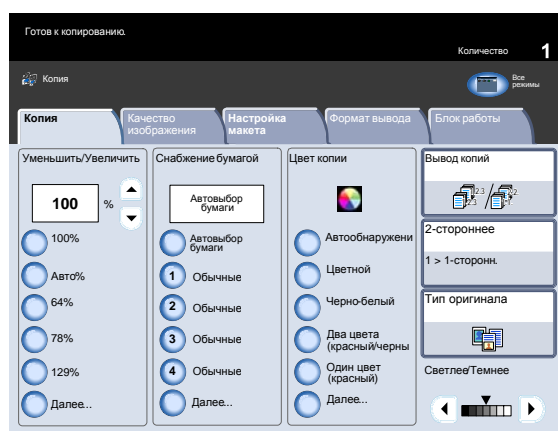 Готов к копированию.
Количество 1
Копия
Все режимы
Копия
Качество изображения
Настройка макета
Формат вывода
Блок работы
Уменьшить/Увеличить
100 %
100%
Авто%
64%
78%
129%
Далее...
Снабжение бумагой
Автовыбор бумаги
Автовыбор бумаги
1 Обычные
2 Обычные
3 Обычные
4 Обычные
Далее...
Цвет копии
Автообнаружени
Цветной
Черно-белый
Два цвета (красный/черны
Один цвет (красный)
Далее...
Вывод копий
2-стороннее
1 > 1-сторонн.
Тип оригинала
Светлее/Темнее